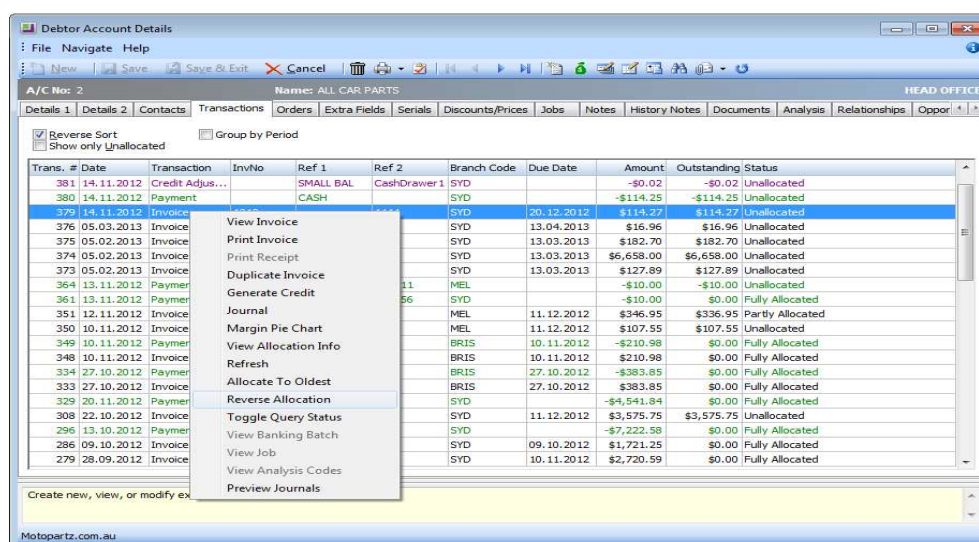 Debtor Account Details
File Navigate Help
New Save Save & Exit Cancel
A/C No: 2 Name: ALL CAR PARTS HEAD OFFICE
Details 1 Details 2 Contacts Transactions Orders Extra Fields Serials Discounts/Prices Jobs Notes History Notes Documents Analysis Relationships Oppor
Reverse Sort Group by Period
Show only Unallocated
Trans. # Date Transaction InvNo Ref 1 Ref 2 Branch Code Due Date Amount Outstanding Status
381 14.11.2012 Credit Adjus... SMALL BAL CashDrawer1 SYD -$0.02 -$0.02 Unallocated
380 14.11.2012 Payment CASH SYD -$114.25 -$114.25 Unallocated
379 14.11.2012 Invoice SYD 20.12.2012 $114.27 $114.27 Unallocated
376 05.03.2013 Invoice SYD 13.04.2013 $16.96 $16.96 Unallocated
375 05.02.2013 Invoice SYD 13.03.2013 $182.70 $182.70 Unallocated
374 05.02.2013 Invoice SYD 13.03.2013 $6,658.00 $6,658.00 Unallocated
373 05.02.2013 Invoice SYD 13.03.2013 $127.89 $127.89 Unallocated
364 13.11.2012 Paymer 11 MEL -$10.00 -$10.00 Unallocated
361 13.11.2012 Paymer 56 SYD -$10.00 $0.00 Fully Allocated
351 12.11.2012 Invoice MEL 11.12.2012 $346.95 $336.95 Partly Allocated
350 10.11.2012 Invoice MEL 11.12.2012 $107.55 $107.55 Unallocated
349 10.11.2012 Paymer BRIS 10.11.2012 -$210.98 $0.00 Fully Allocated
348 10.11.2012 Invoice BRIS 10.11.2012 $210.98 $0.00 Fully Allocated
334 27.10.2012 Paymer BRIS 27.10.2012 -$383.85 $0.00 Fully Allocated
333 27.10.2012 Invoice BRIS 27.10.2012 $383.85 $0.00 Fully Allocated
329 20.11.2012 Paymer SYD -$4,541.84 $0.00 Fully Allocated
308 22.10.2012 Invoice SYD 11.12.2012 $3,575.75 $3,575.75 Unallocated
296 13.10.2012 Paymer SYD -$7,222.58 $0.00 Fully Allocated
286 09.10.2012 Invoice SYD 09.10.2012 $1,721.25 $0.00 Fully Allocated
279 28.09.2012 Invoice SYD 10.11.2012 $2,720.59 $0.00 Fully Allocated
View Invoice
Print Invoice
Print Receipt
Duplicate Invoice
Generate Credit
Journal
Margin Pie Chart
View Allocation Info
Refresh
Allocate To Oldest
Reverse Allocation
Toggle Query Status
View Banking Batch
View Job
View Analysis Codes
Preview Journals
Create new, view, or modify ex
Motopartz.com.au